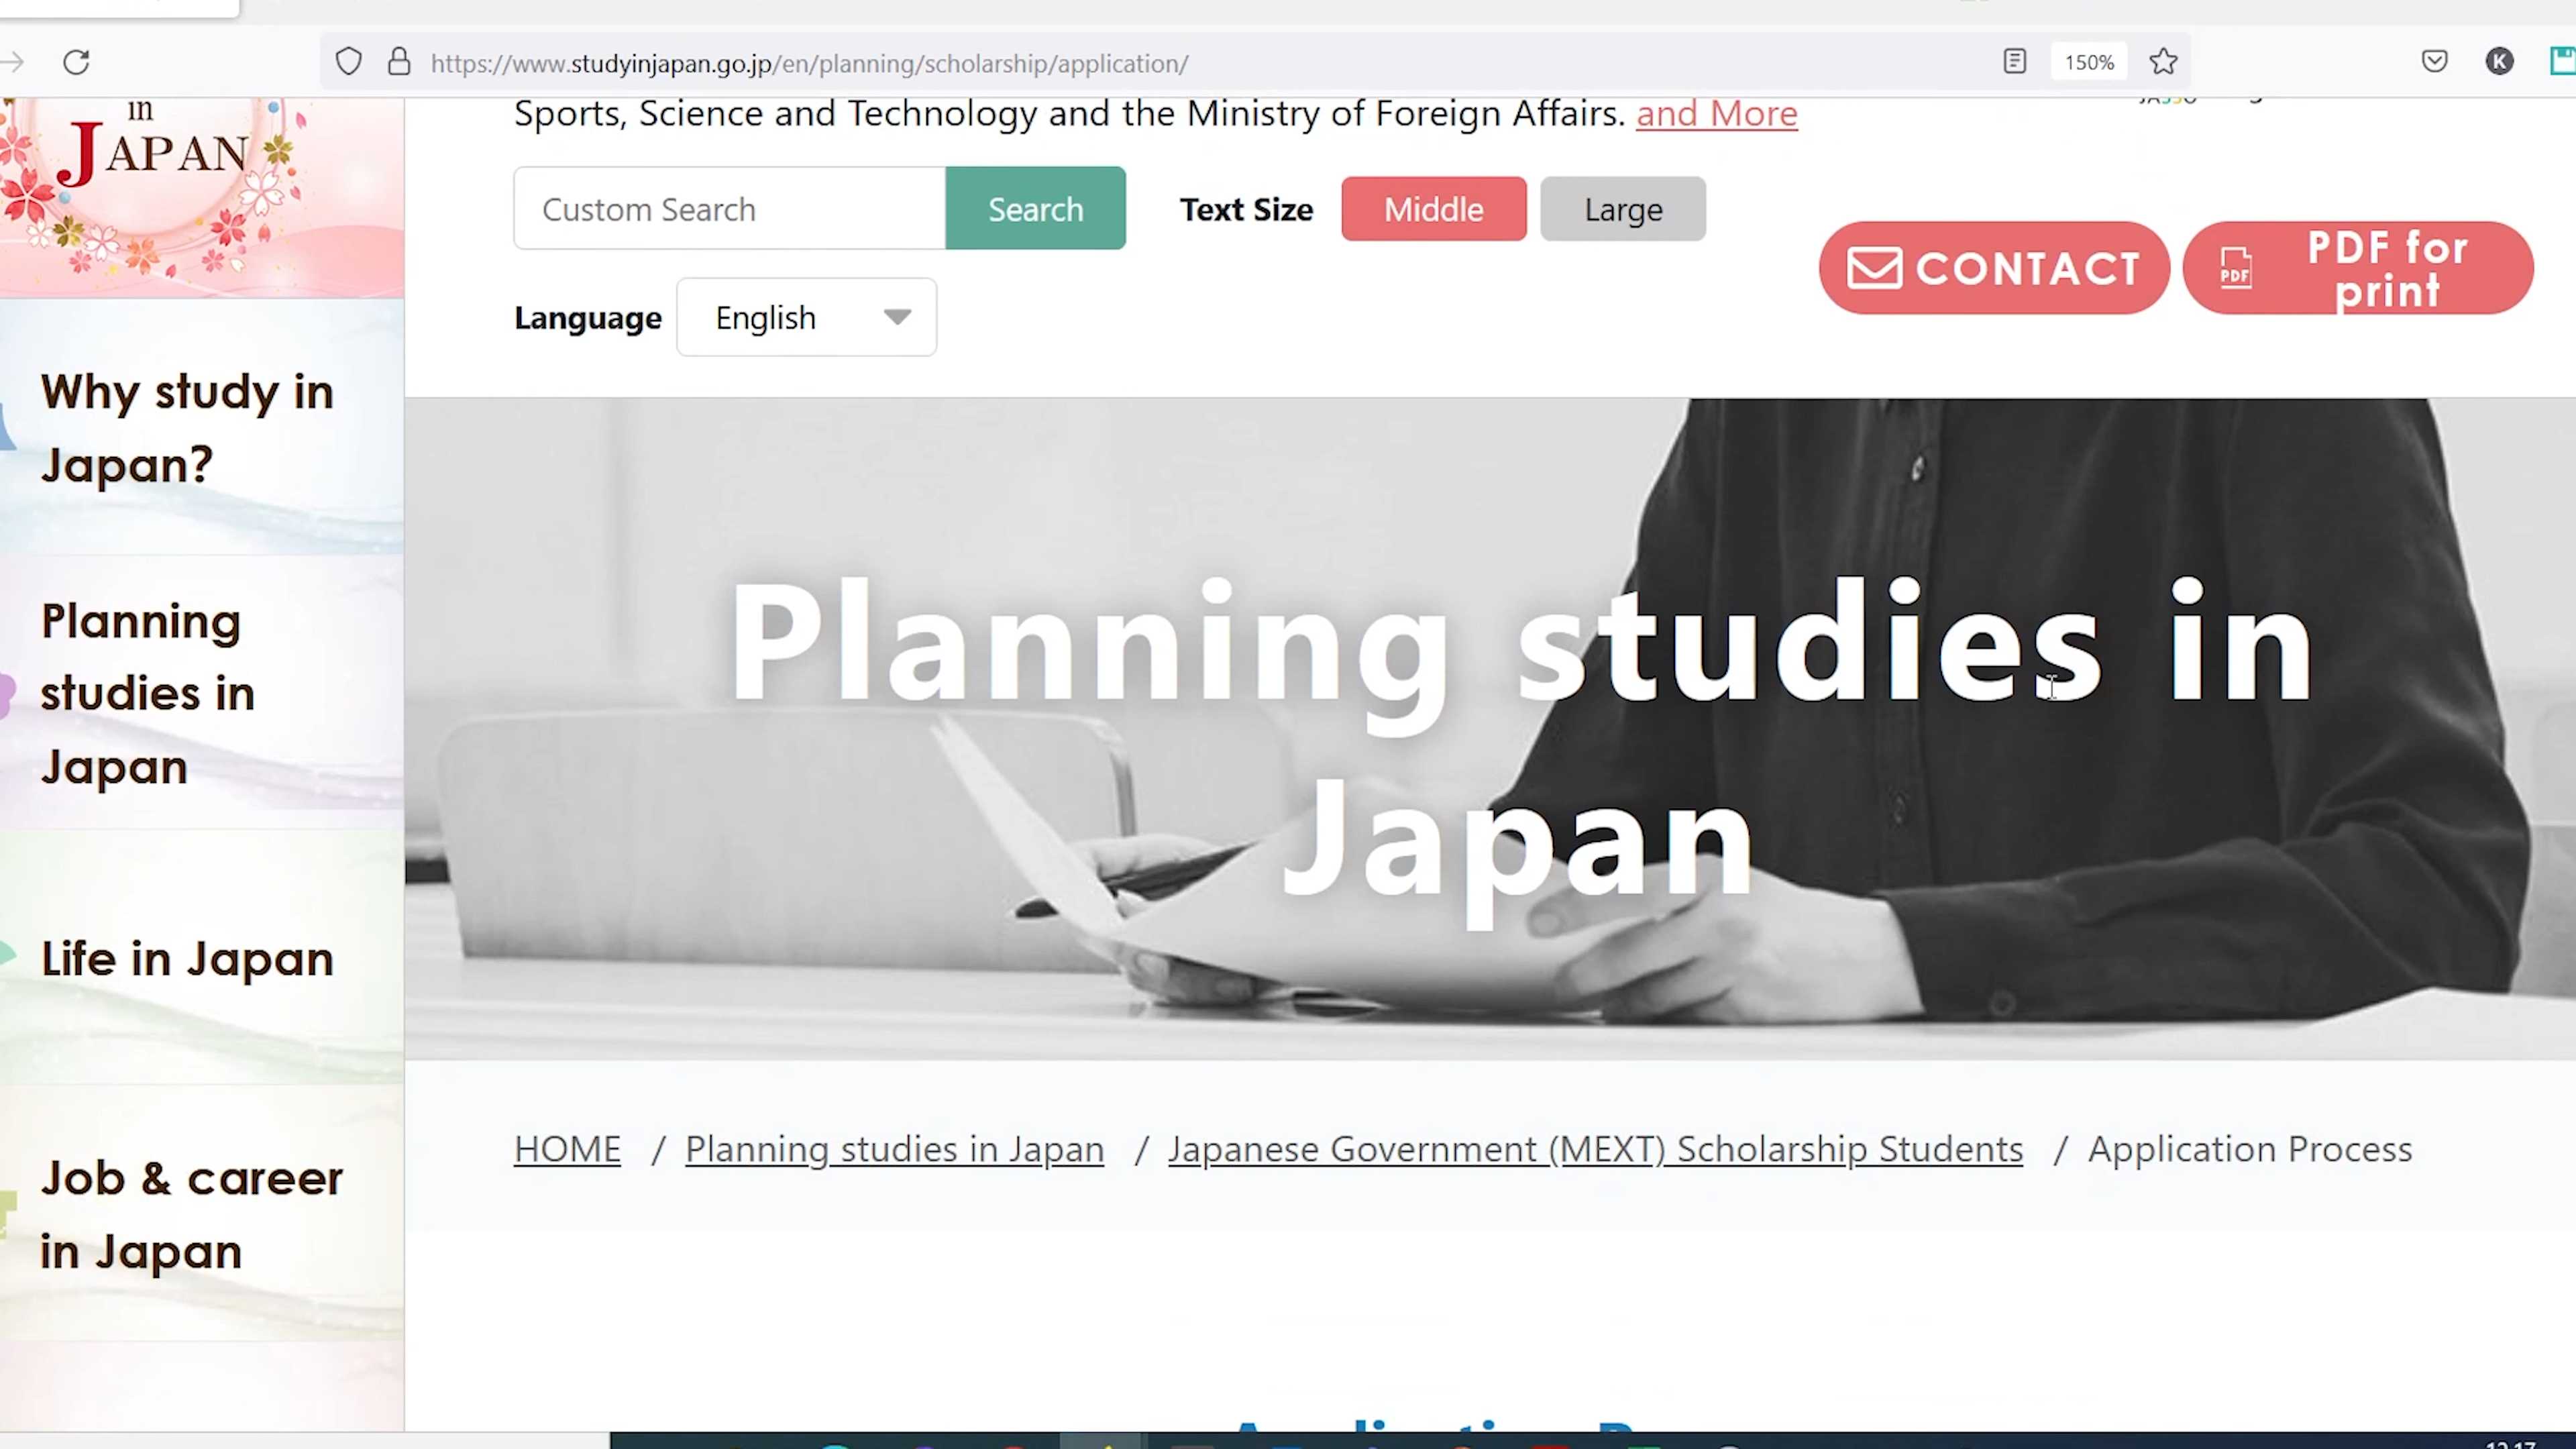 https://www.studyinjapan.go.jp/en/planning/scholarship/application/
150%
K
in
JAPAN
Sports, Science and Technology and the Ministry of Foreign Affairs. and More
Custom Search
Search
Text Size
Middle
Large
Language
English
CONTACT
PDF
PDF for
print
Why study in
Japan?
Planning
studies in
Japan
Life in Japan
Job & career
in Japan
Planning studies in
Japan
HOME / Planning studies in Japan / Japanese Government (MEXT) Scholarship Students / Application Process